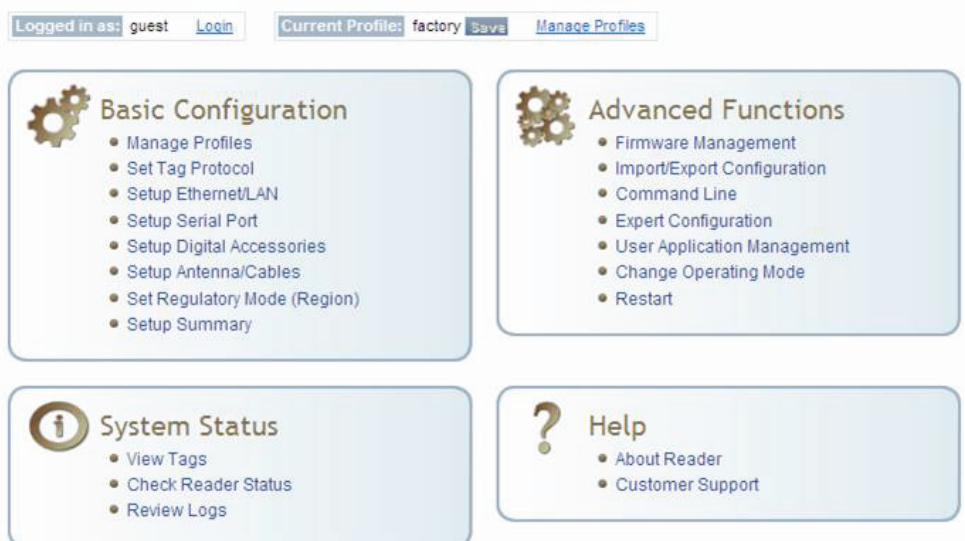 Logged in as: guest Login Current Profile: factory Save Manage Profiles
Basic Configuration
Manage Profiles
Set Tag Protocol
Setup Ethernet/LAN
Setup Serial Port
Setup Digital Accessories
Setup Antenna/Cables
Set Regulatory Mode (Region)
Setup Summary
Advanced Functions
Firmware Management
Import/Export Configuration
Command Line
Expert Configuration
User Application Management
Change Operating Mode
Restart
System Status
View Tags
Check Reader Status
Review Logs
Help
About Reader
Customer Support